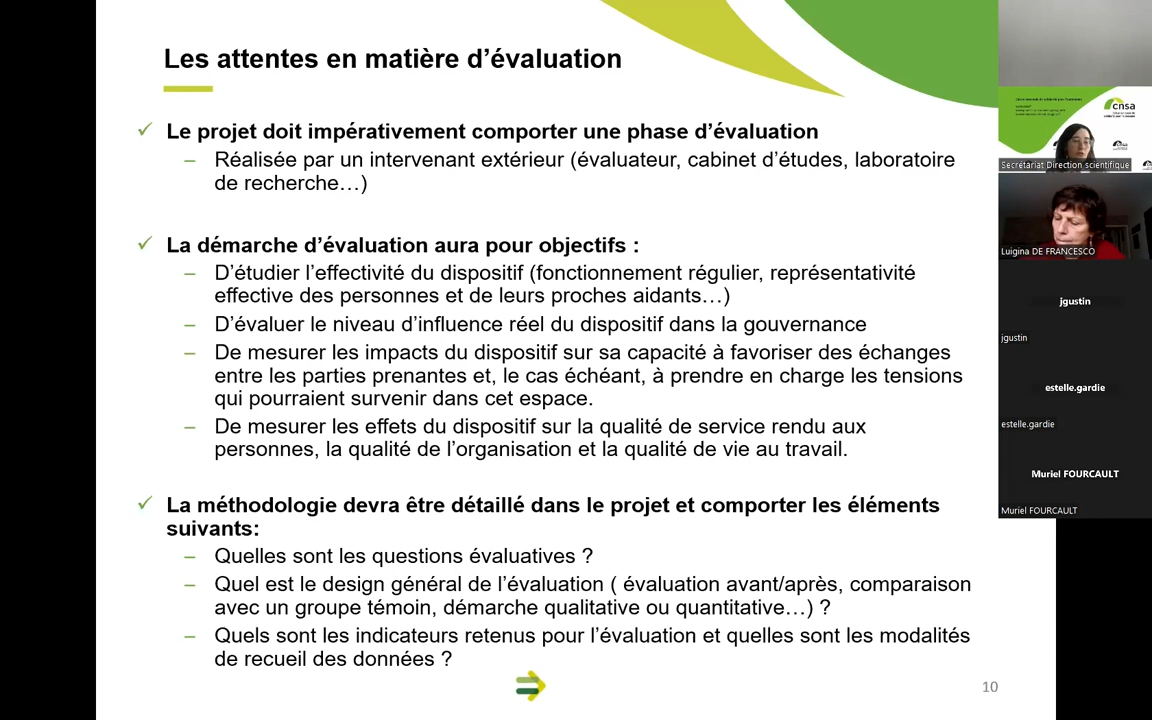 Les attentes en matière d’évaluation
✓ Le projet doit impérativement comporter une phase d’évaluation
– Réalisée par un intervenant extérieur (évaluateur, cabinet d’études, laboratoire
de recherche…)
✓ La démarche d’évaluation aura pour objectifs :
– D’étudier l’effectivité du dispositif (fonctionnement régulier, représentativité
effective des personnes et de leurs proches aidants…)
– D’évaluer le niveau d’influence réel du dispositif dans la gouvernance
– De mesurer les impacts du dispositif sur sa capacité à favoriser des échanges
entre les parties prenantes et, le cas échéant, à prendre en charge les tensions
qui pourraient survenir dans cet espace.
– De mesurer les effets du dispositif sur la qualité de service rendu aux
personnes, la qualité de l’organisation et la qualité de vie au travail.
✓ La méthodologie devra être détaillé dans le projet et comporter les éléments
suivants:
– Quelles sont les questions évaluatives ?
– Quel est le design général de l’évaluation ( évaluation avant/après, comparaison
avec un groupe témoin, démarche qualitative ou quantitative…) ?
– Quels sont les indicateurs retenus pour l’évaluation et quelles sont les modalités
de recueil des données ?
10
cnsa
Secrétariat Direction scientifique
Luigina DE FRANCESCO
jgustin
jgustin
estelle.gardie
estelle.gardie
Muriel FOURCAULT
Muriel FOURCAULT